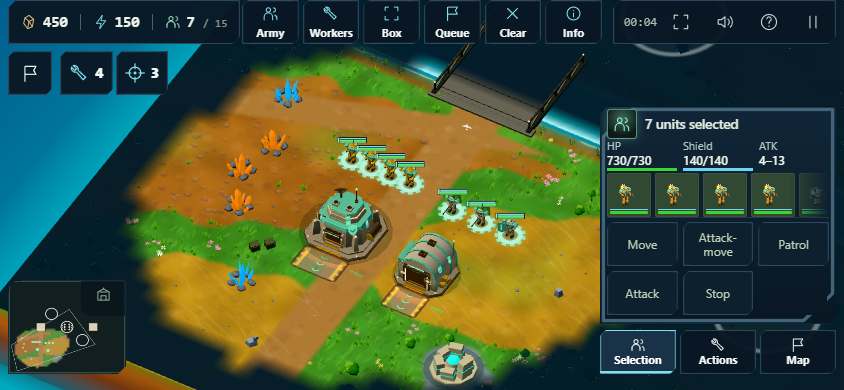 450 150 7 / 15
Army Workers Box Queue Clear Info
00:04
4 3
7 units selected
HP Shield ATK
730/730 140/140 4–13
Move Attack-move Patrol
Attack Stop
Selection Actions Map